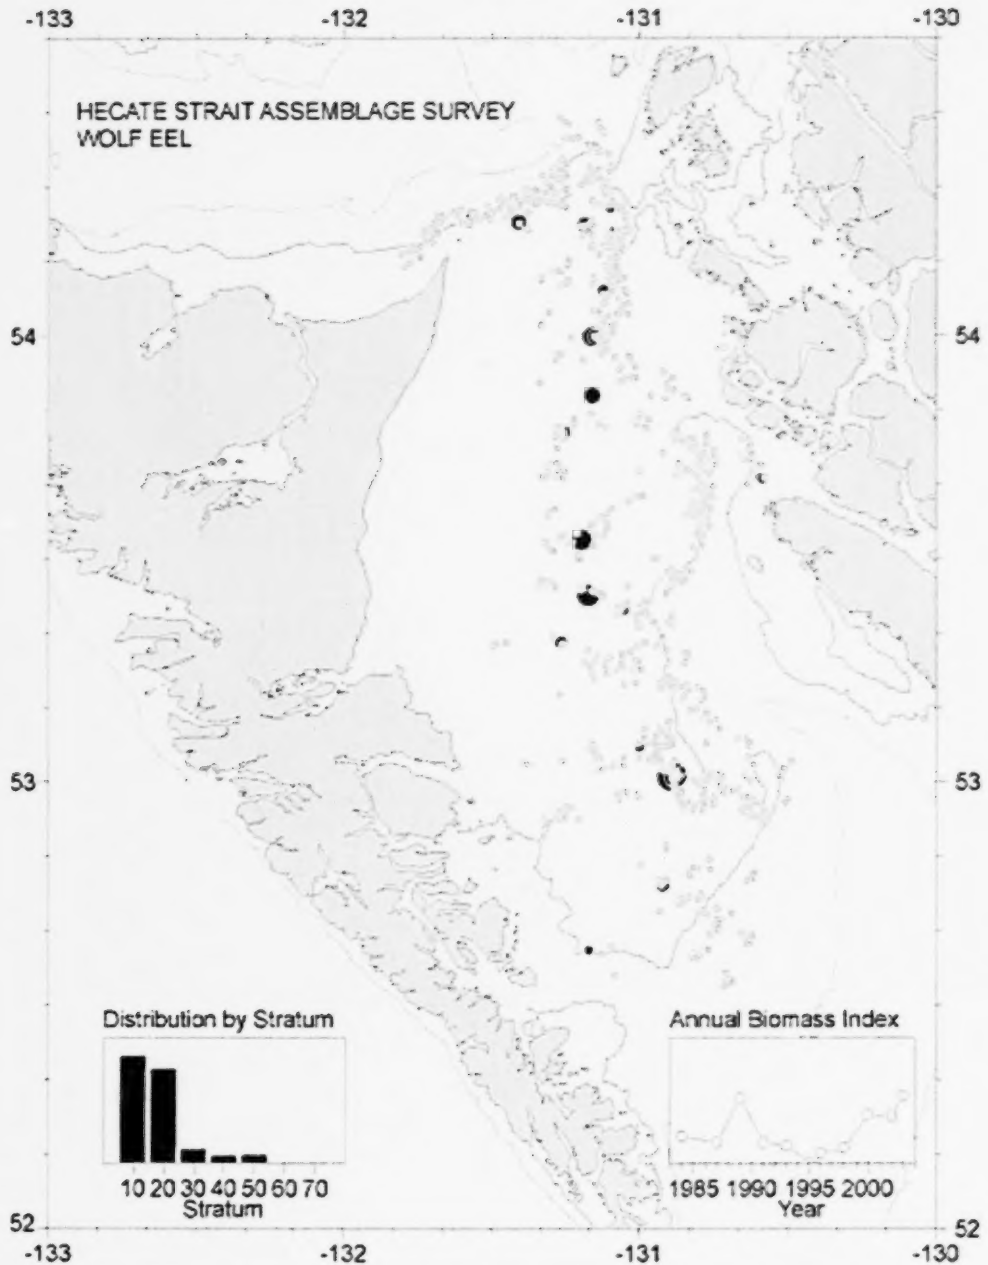 -133 -132 -131 -130
HECATE STRAIT ASSEMBLAGE SURVEY
WOLF EEL
54 54
53 53
Distribution by Stratum
10 20 30 40 50 60 70
Stratum
Annual Biomass Index
1985 1990 1995 2000
Year
52 52
-133 -132 -131 -130